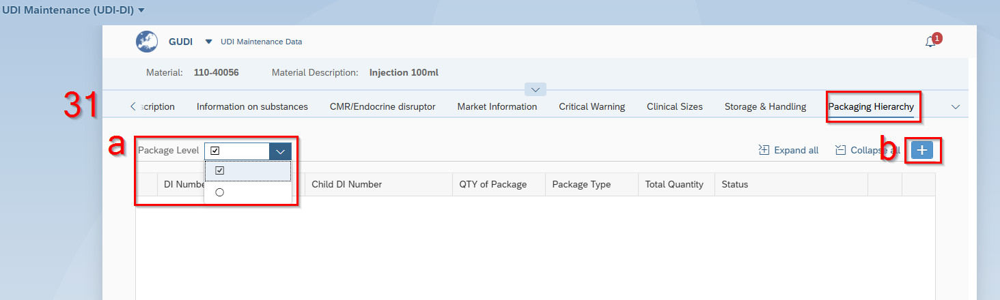 UDI Maintenance (UDI-DI)
GUDI UDI Maintenance Data
1
Material: 110-40056 Material Description: Injection 100ml
31
scription Information on substances CMR/Endocrine disruptor Market Information Critical Warning Clinical Sizes Storage & Handling Packaging Hierarchy
a
Package Level
Expand all Collapse all
b
+
DI Numbe Child DI Number QTY of Package Package Type Total Quantity Status